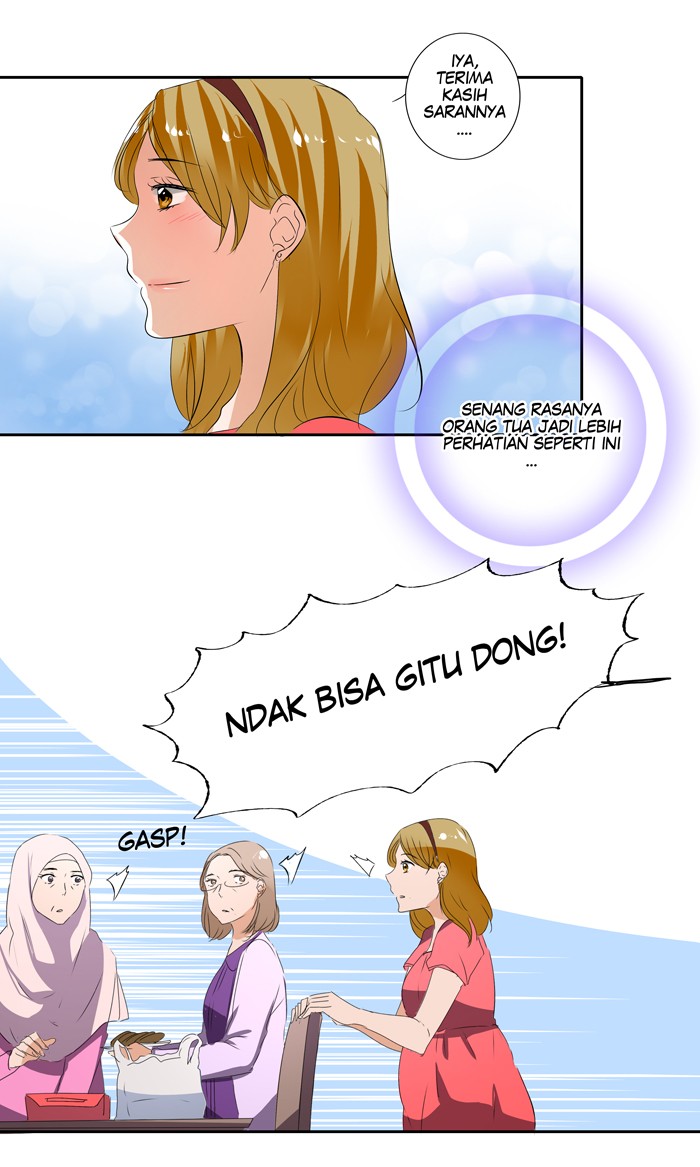 IYA,
TERIMA
KASIH
SARANNYA
....
SENANG RASANYA
ORANG TUA JADI LEBIH
PERHATIAN SEPERTI INI
...
NDAK BISA GITU DONG!
GASP!